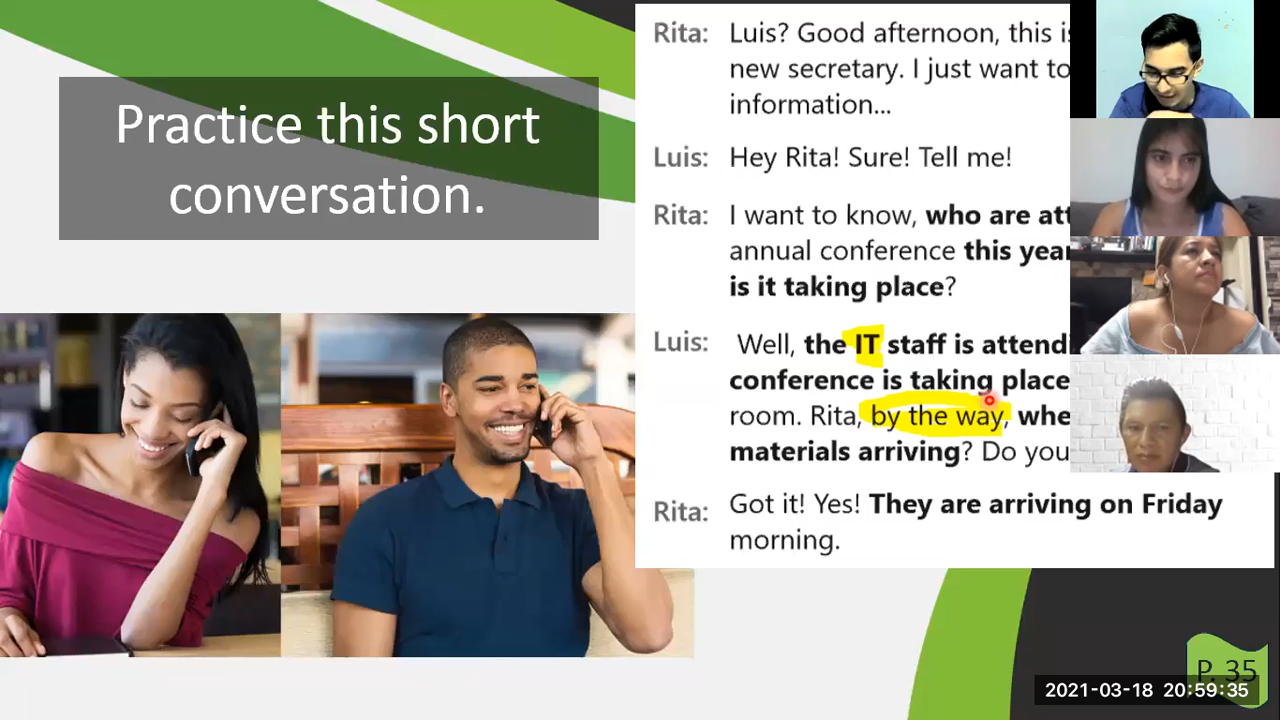 Practice this short
conversation.
Rita: Luis? Good afternoon, this is
new secretary. I just want to
information...
Luis: Hey Rita! Sure! Tell me!
Rita: I want to know, who are
annual conference this year
is it taking place?
Luis: Well, the IT staff is
conference is taking place
room. Rita, by the way,
materials arriving? Do you
Rita: Got it! Yes! They are arriving on Friday
morning.
P. 35
2021-03-18 20:59:35